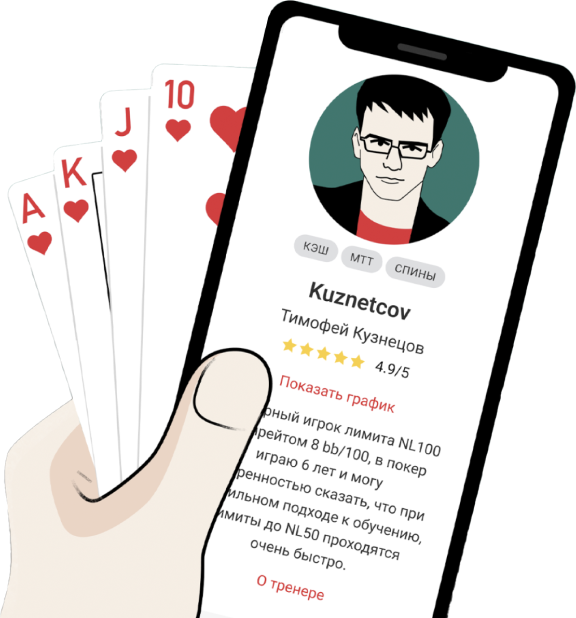 A
K
J
10
КЭШ
МТТ
СПИНЫ
Kuznetcov
Тимофей Кузнецов
4.9/5
Показать график
игрок лимита NL100
8 bb/100, в покер
играю 6 лет и могу
сказать, что при
подходе к обучению,
до NL50 проходятся
очень быстро.
О тренере